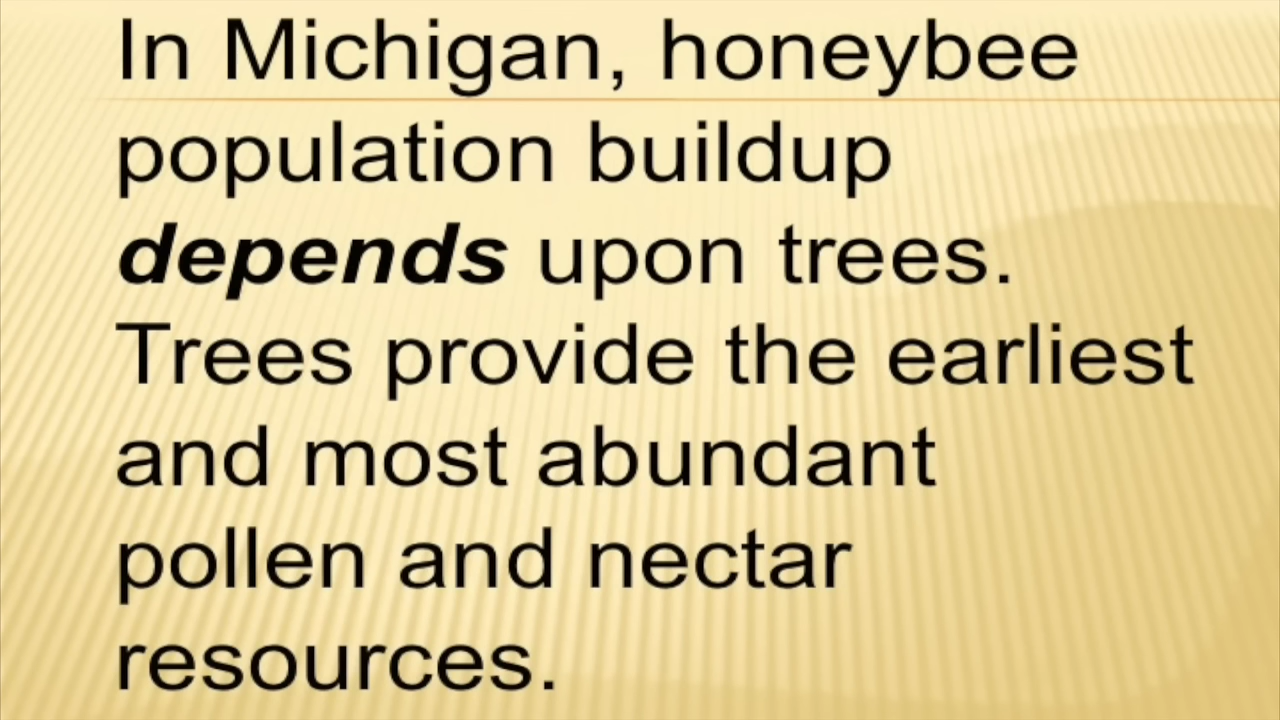 In Michigan, honeybee
population buildup
depends upon trees.
Trees provide the earliest
and most abundant
pollen and nectar
resources.